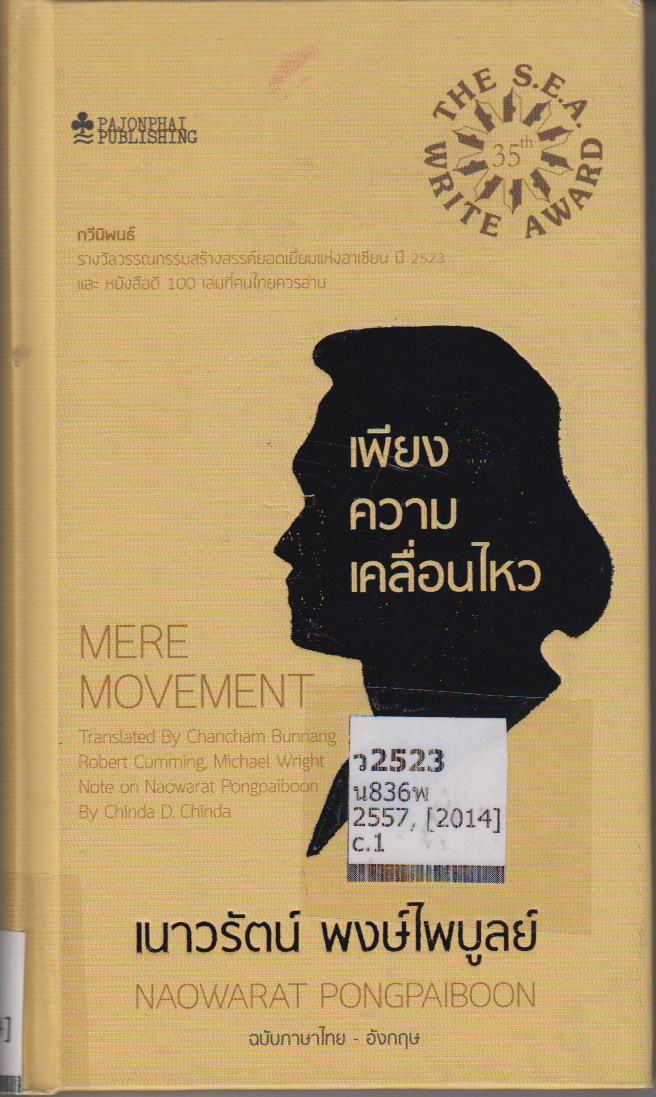 PAJONPHAI
PUBLISHING
THE S.E.A.
WRITE AWARD
35th
กวีนิพนธ์
รางวัลวรรณกรรมสร้างสรรค์ยอดเยี่ยมแห่งอาเซียน ปี 2523
และ หนังสือดี 100 เล่มที่คนไทยควรอ่าน
เพียง
ความ
เคลื่อนไหว
MERE
MOVEMENT
Translated By Chancham Bunnang
Robert Cumming, Michael Wright
Note on Naowarat Pongpaiboon
By Chinda D. Chinda
ว2523
น836พ
2557, [2014]
c.1
เนาวรัตน์ พงษ์ไพบูลย์
NAOWARAT PONGPAIBOON
ฉบับภาษาไทย - อังกฤษ